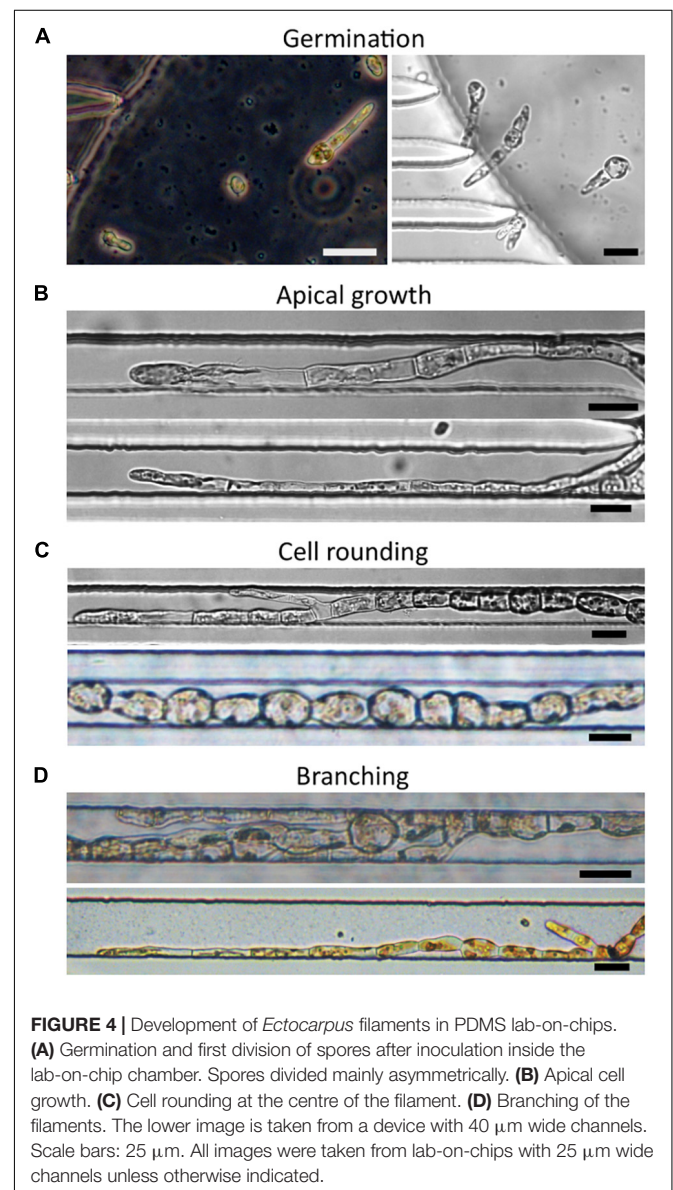 A
Germination
B
Apical growth
C
Cell rounding
D
Branching
FIGURE 4 | Development of Ectocarpus filaments in PDMS lab-on-chips.
(A) Germination and first division of spores after inoculation inside the
lab-on-chip chamber. Spores divided mainly asymmetrically. (B) Apical cell
growth. (C) Cell rounding at the centre of the filament. (D) Branching of the
filaments. The lower image is taken from a device with 40 μm wide channels.
Scale bars: 25 μm. All images were taken from lab-on-chips with 25 μm wide
channels unless otherwise indicated.